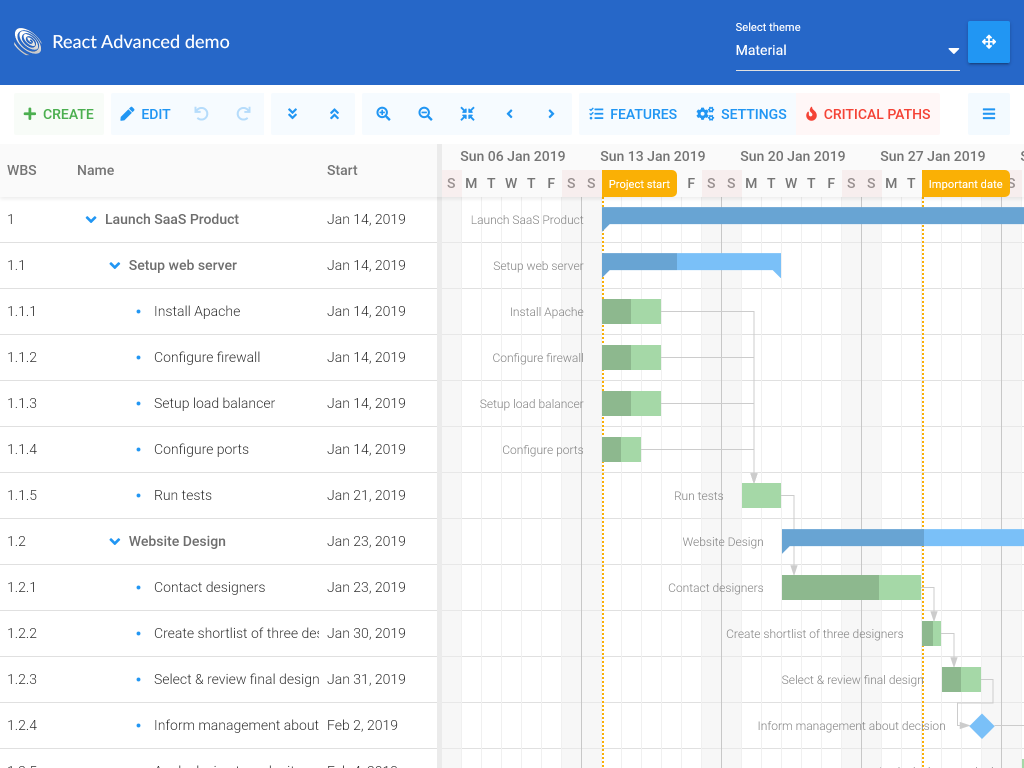 React Advanced demo
Select theme
Material
CREATE EDIT FEATURES SETTINGS CRITICAL PATHS
WBS Name Start
Sun 06 Jan 2019 Sun 13 Jan 2019 Sun 20 Jan 2019 Sun 27 Jan 2019 S
S M T W T F S S Project start F S S M T W T F S S M T Important date S
1 Launch SaaS Product Jan 14, 2019 Launch SaaS Product
1.1 Setup web server Jan 14, 2019 Setup web server
1.1.1 Install Apache Jan 14, 2019 Install Apache
1.1.2 Configure firewall Jan 14, 2019 Configure firewall
1.1.3 Setup load balancer Jan 14, 2019 Setup load balancer
1.1.4 Configure ports Jan 14, 2019 Configure ports
1.1.5 Run tests Jan 21, 2019 Run tests
1.2 Website Design Jan 23, 2019 Website Design
1.2.1 Contact designers Jan 23, 2019 Contact designers
1.2.2 Create shortlist of three de Jan 30, 2019 Create shortlist of three designers
1.2.3 Select & review final design Jan 31, 2019 Select & review final design
1.2.4 Inform management about Feb 2, 2019 Inform management about decision